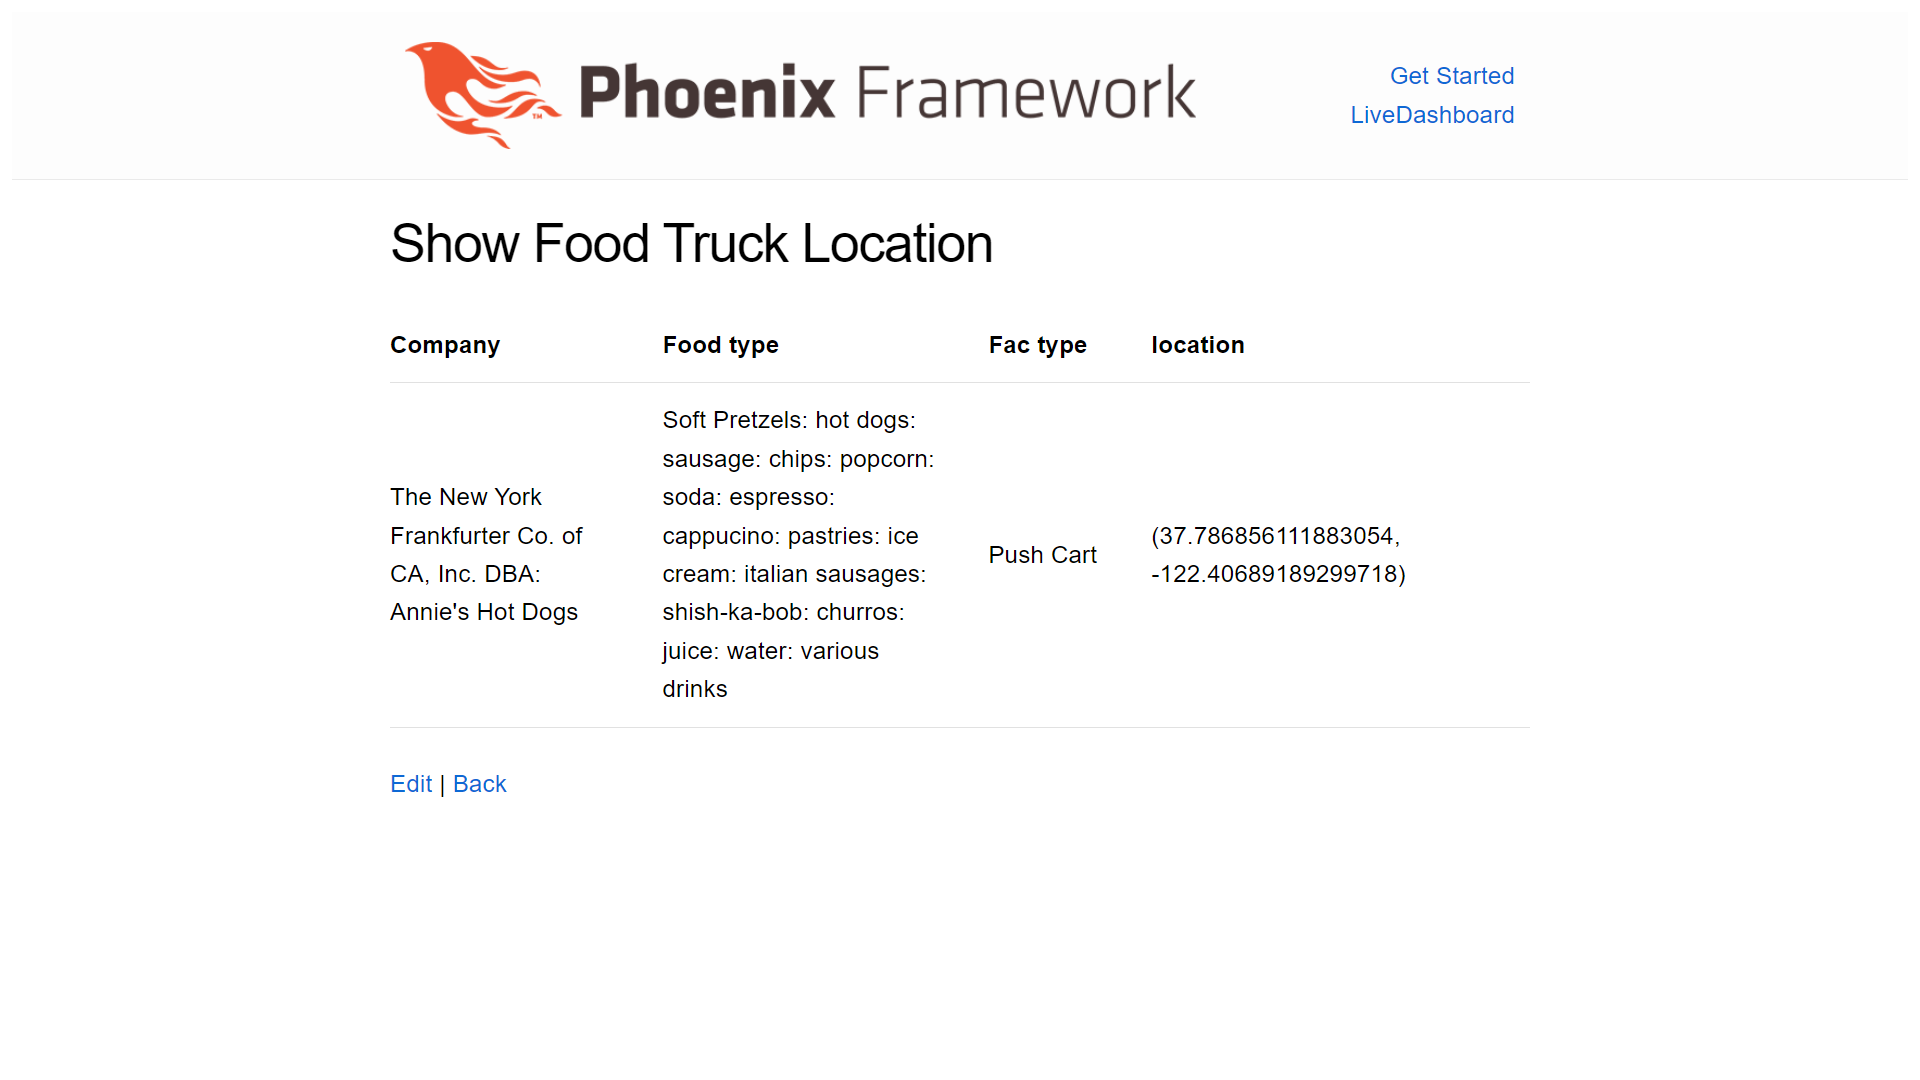 Phoenix Framework
TM
Get Started
LiveDashboard
Show Food Truck Location
Company Food type Fac type location
The New York
Frankfurter Co. of
CA, Inc. DBA:
Annie's Hot Dogs
Soft Pretzels: hot dogs:
sausage: chips: popcorn:
soda: espresso:
cappucino: pastries: ice
cream: italian sausages:
shish-ka-bob: churros:
juice: water: various
drinks
Push Cart
(37.786856111883054,
-122.40689189299718)
Edit | Back